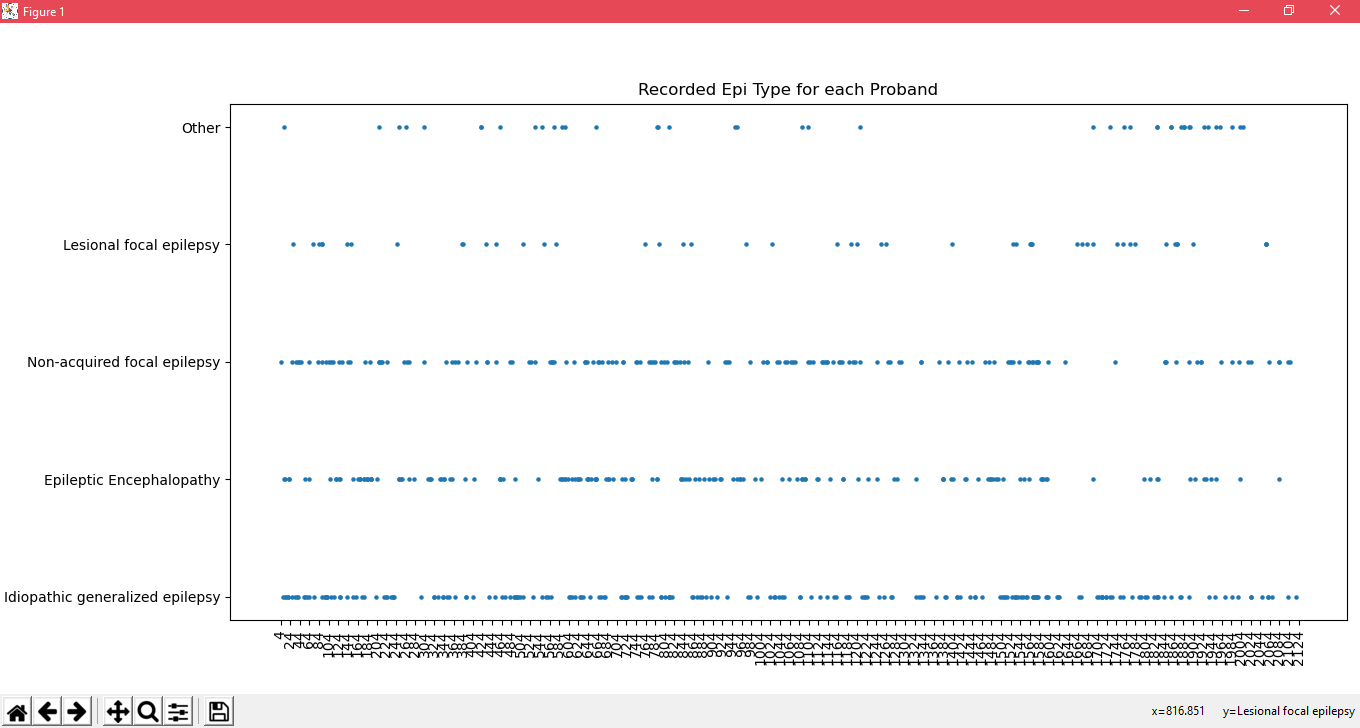 Figure 1
Recorded Epi Type for each Proband
Other
Lesional focal epilepsy
Non-acquired focal epilepsy
Epileptic Encephalopathy
Idiopathic generalized epilepsy
4 24 44 64 84 104 124 144 164 184 204 224 244 264 284 304 324 344 364 384 404 424 444 464 484 504 524 544 564 584 604 624 644 664 684 704 724 744 764 784 804 824 844 864 884 904 924 944 964 984 1004 1024 1044 1064 1084 1104 1124 1144 1164 1184 1204 1224 1244 1264 1284 1304 1324 1344 1364 1384 1404 1424 1444 1464 1484 1504 1524 1544 1564 1584 1604 1624 1644 1664 1684 1704 1724 1744 1764 1784 1804 1824 1844 1864 1884 1904 1924 1944 1964 1984 2004 2024 2044 2064 2084 2104 2124
x=816.851 y=Lesional focal epilepsy